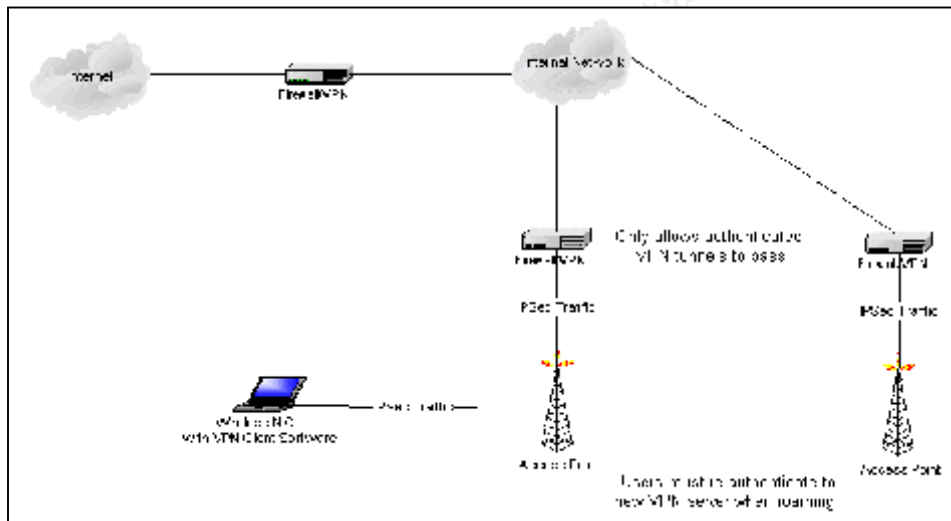 Internet
Internal Network
Firewall/VPN
Only allows authenticated
VPN tunnels to pass
Firewall/VPN
Firewall/VPN
IPSec Traffic
IPSec Traffic
IPSec Traffic
With VPN Client Software
Access Point
Access Point
Users must re authenticate to
new VPN server when roaming